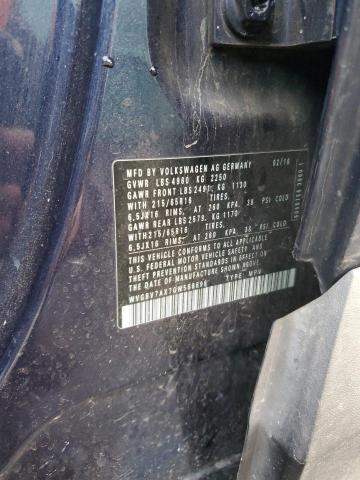 MFD BY VOLKSWAGEN AG GERMANY 02/16
GVWR LBS 4960 KG 2250
GAWR FRONT LBS 2491 KG 1130
WITH 215/65R16 TIRES,
6,5JX16 RIMS, AT 260 KPA, 38 PSI COLD
GAWR REAR LBS 2579 KG 1170
WITH 215/65R16 TIRES,
6,5JX16 RIMS, AT 260 KPA, 38 PSI COLD
THIS VEHICLE CONFORMS TO ALL APPLICABLE
FEDERAL MOTOR VEHICLE SAFETY AND
THEFT PREVENTION STANDARDS IN EFFECT
ON THE DATE OF MANUFACTURE SHOWN ABOVE
TYPE: MPV